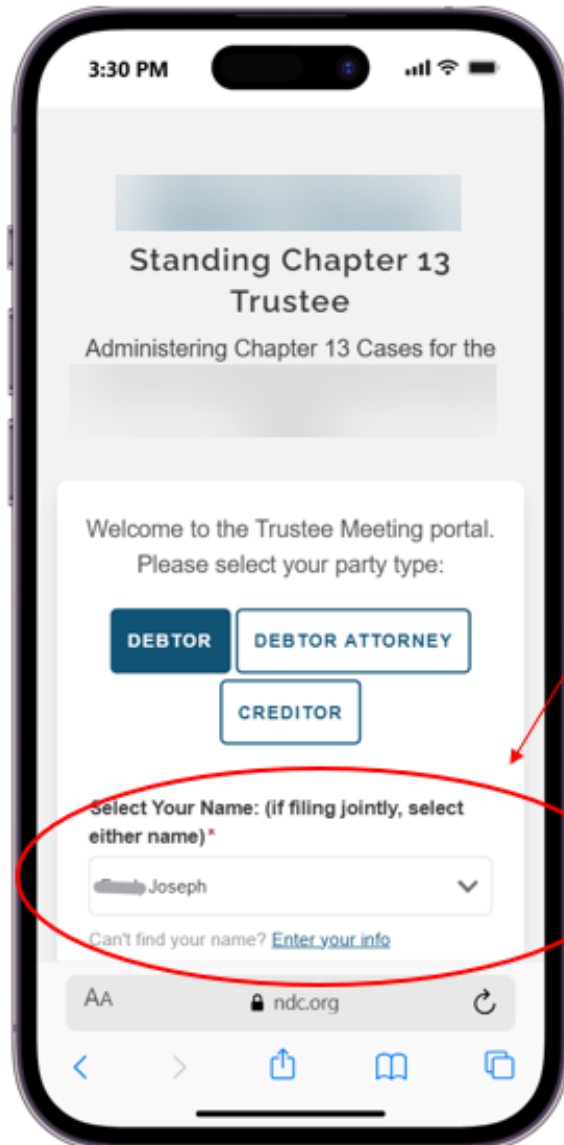 3:30 PM
Standing Chapter 13
Trustee
Administering Chapter 13 Cases for the
Welcome to the Trustee Meeting portal.
Please select your party type:
DEBTOR
DEBTOR ATTORNEY
CREDITOR
Select Your Name: (if filing jointly, select
either name)*
Joseph
Can't find your name? Enter your info
AA
ndc.org